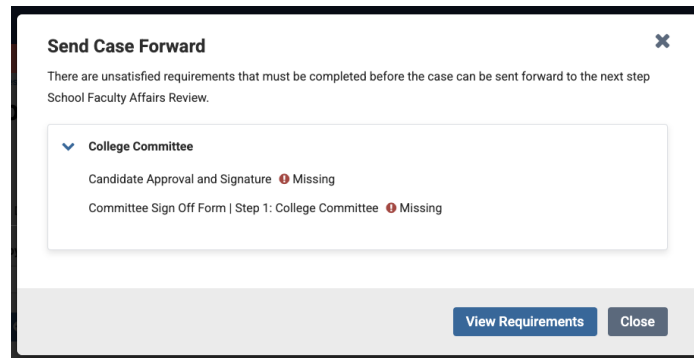 Send Case Forward
There are unsatisfied requirements that must be completed before the case can be sent forward to the next step
School Faculty Affairs Review.
College Committee
Candidate Approval and Signature Missing
Committee Sign Off Form | Step 1: College Committee Missing
View Requirements
Close